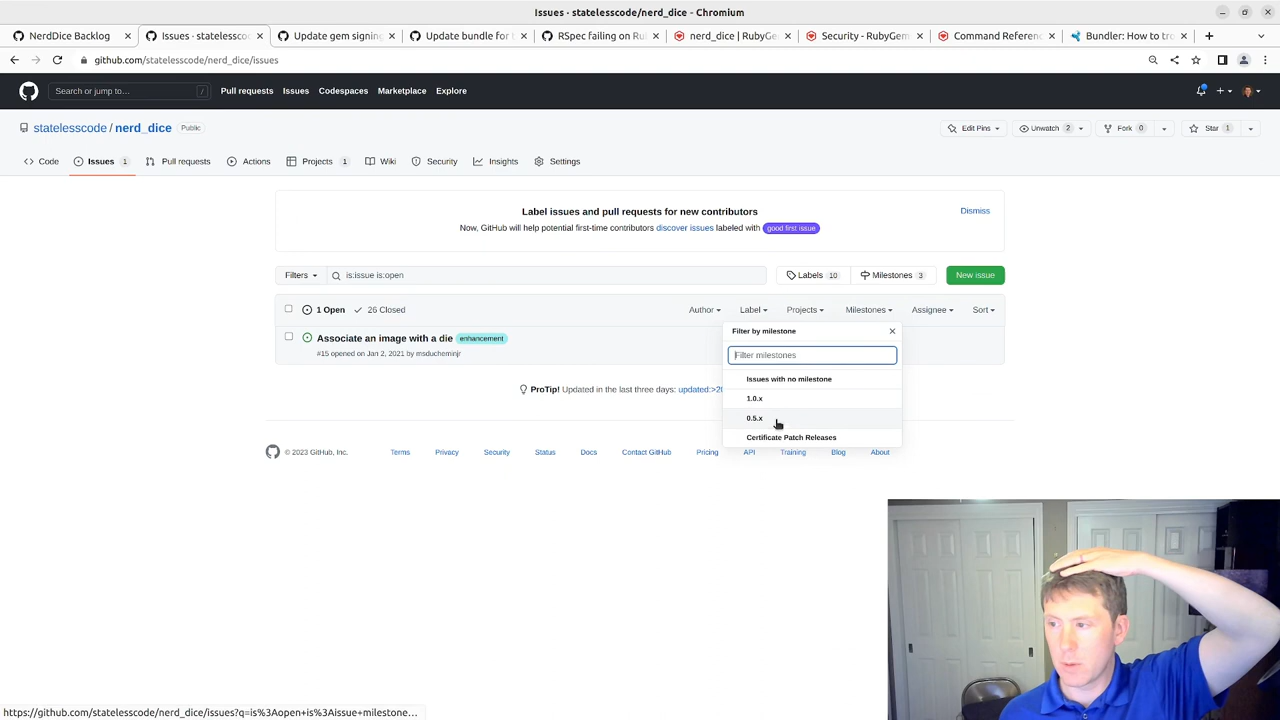 Issues · statelesscode/nerd_dice - Chromium
NerdDice Backlog
Issues · statelessco
Update gem signing
Update bundle for t
RSpec failing on Ru
nerd_dice | RubyGe
Security - RubyGem
Command Referenc
Bundler: How to tr
github.com/statelesscode/nerd_dice/issues
Search or jump to…
/
Pull requests
Issues
Codespaces
Marketplace
Explore
statelesscode / nerd_dice
Public
Edit Pins
Unwatch 2
Fork 0
Star 1
Code
Issues 1
Pull requests
Actions
Projects 1
Wiki
Security
Insights
Settings
Label issues and pull requests for new contributors
Dismiss
Now, GitHub will help potential first-time contributors discover issues labeled with good first issue
Filters
is:issue is:open
Labels 10
Milestones 3
New issue
1 Open
26 Closed
Author
Label
Projects
Milestones
Assignee
Sort
Associate an image with a die enhancement
#15 opened on Jan 2, 2021 by msducheminjr
Filter by milestone
Filter milestones
Issues with no milestone
1.0.x
0.5.x
Certificate Patch Releases
ProTip! Updated in the last three days: updated:>20
© 2023 GitHub, Inc.
Terms
Privacy
Security
Status
Docs
Contact GitHub
Pricing
API
Training
Blog
About
https://github.com/statelesscode/nerd_dice/issues?q=is%3Aopen+is%3Aissue+milestone…